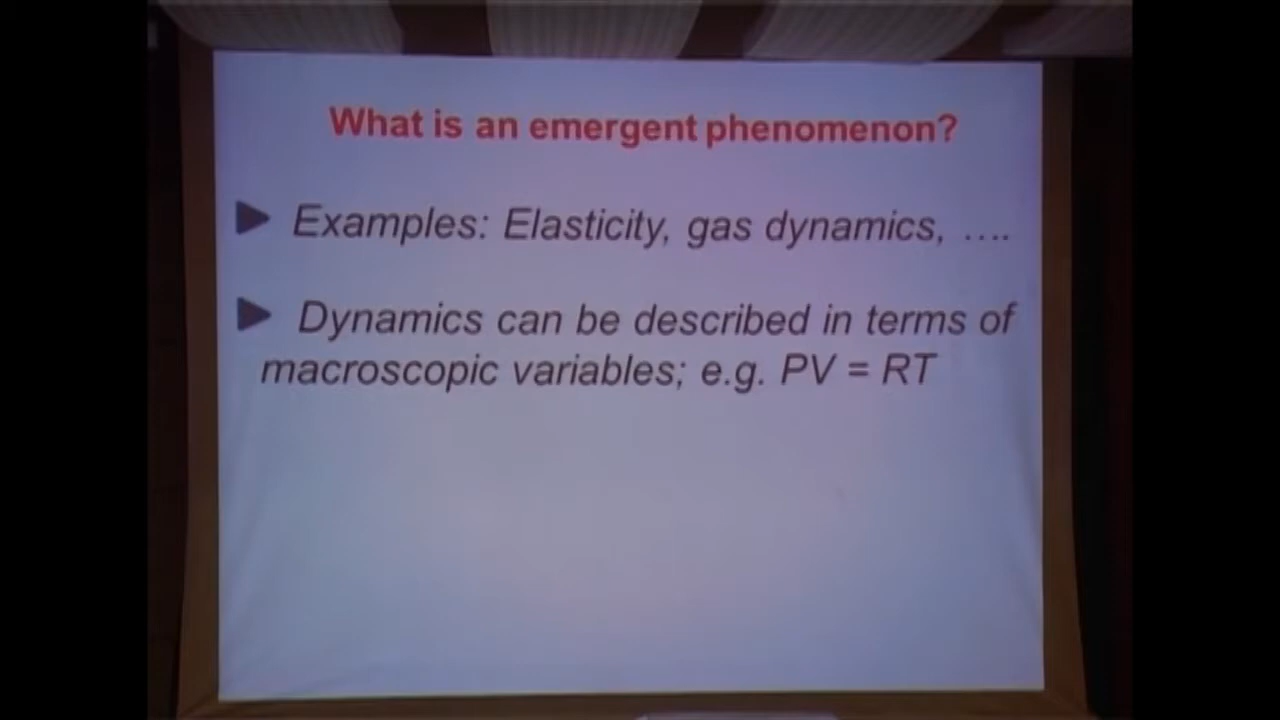 What is an emergent phenomenon?
Examples: Elasticity, gas dynamics, ....
Dynamics can be described in terms of
macroscopic variables; e.g. PV = RT